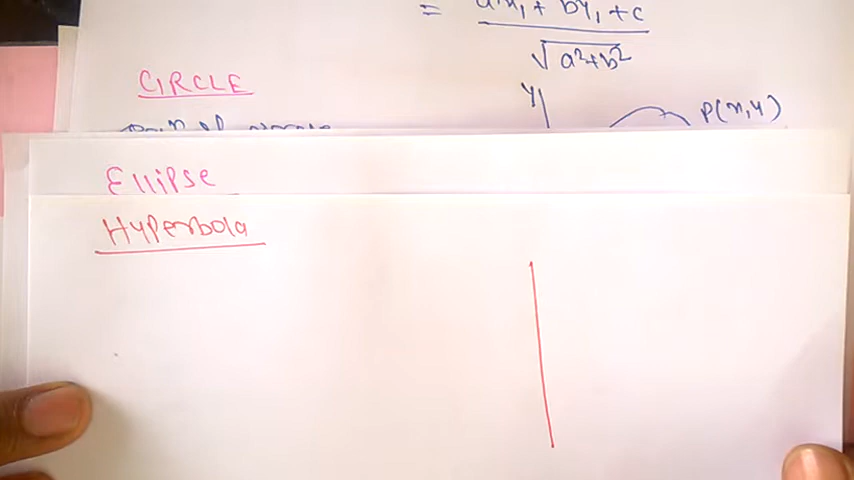 = ax₁ + by₁ + c
√a²+b²
CIRCLE
y
P(x,y)
Ellipse
Hyperbola